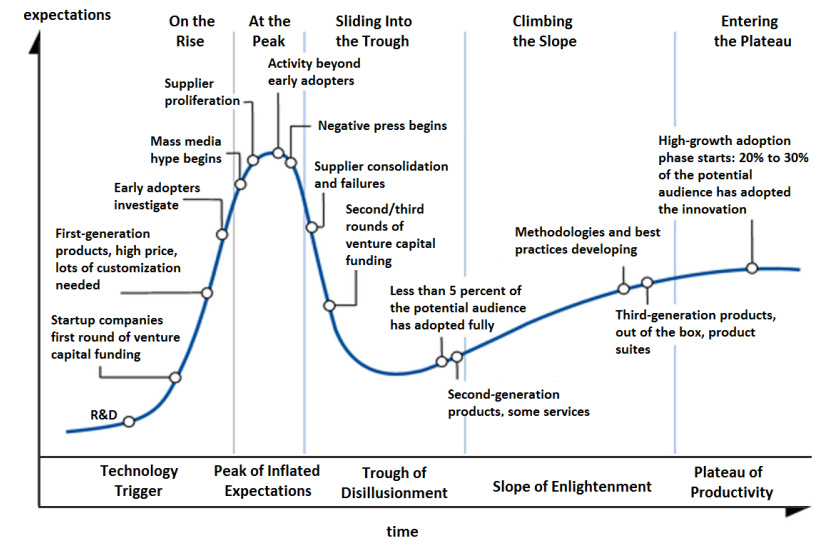 expectations
On the
Rise
At the
Peak
Sliding Into
the Trough
Climbing
the Slope
Entering
the Plateau
Activity beyond
early adopters
Supplier
proliferation
Negative press begins
Mass media
hype begins
Supplier consolidation
and failures
High-growth adoption
phase starts: 20% to 30%
of the potential
audience has adopted
the innovation
Early adopters
investigate
Second/third
rounds of
venture capital
funding
First-generation
products, high price,
lots of customization
needed
Methodologies and best
practices developing
Less than 5 percent of
the potential audience
has adopted fully
Startup companies
first round of venture
capital funding
Third-generation products,
out of the box, product
suites
R&D
Second-generation
products, some services
Technology
Trigger
Peak of Inflated
Expectations
Trough of
Disillusionment
Slope of Enlightenment
Plateau of
Productivity
time